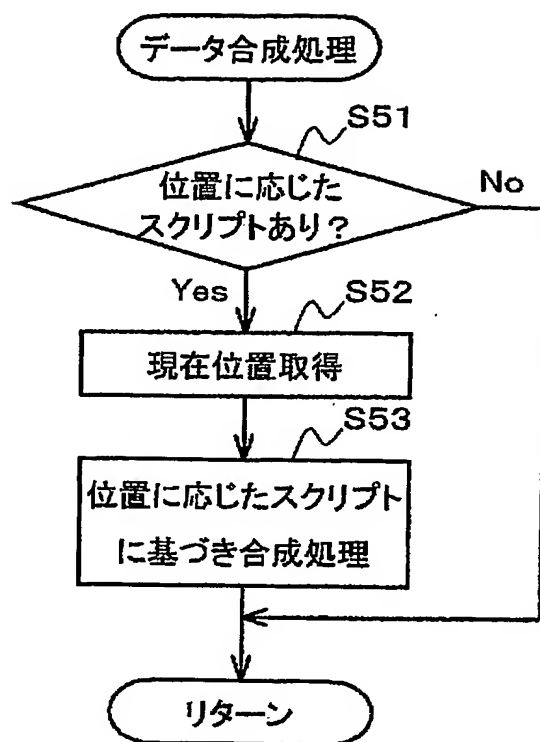 データ合成処理
S51
位置に応じた
スクリプトあり？
No
Yes
S52
現在位置取得
S53
位置に応じたスクリプト
に基づき合成処理
リターン